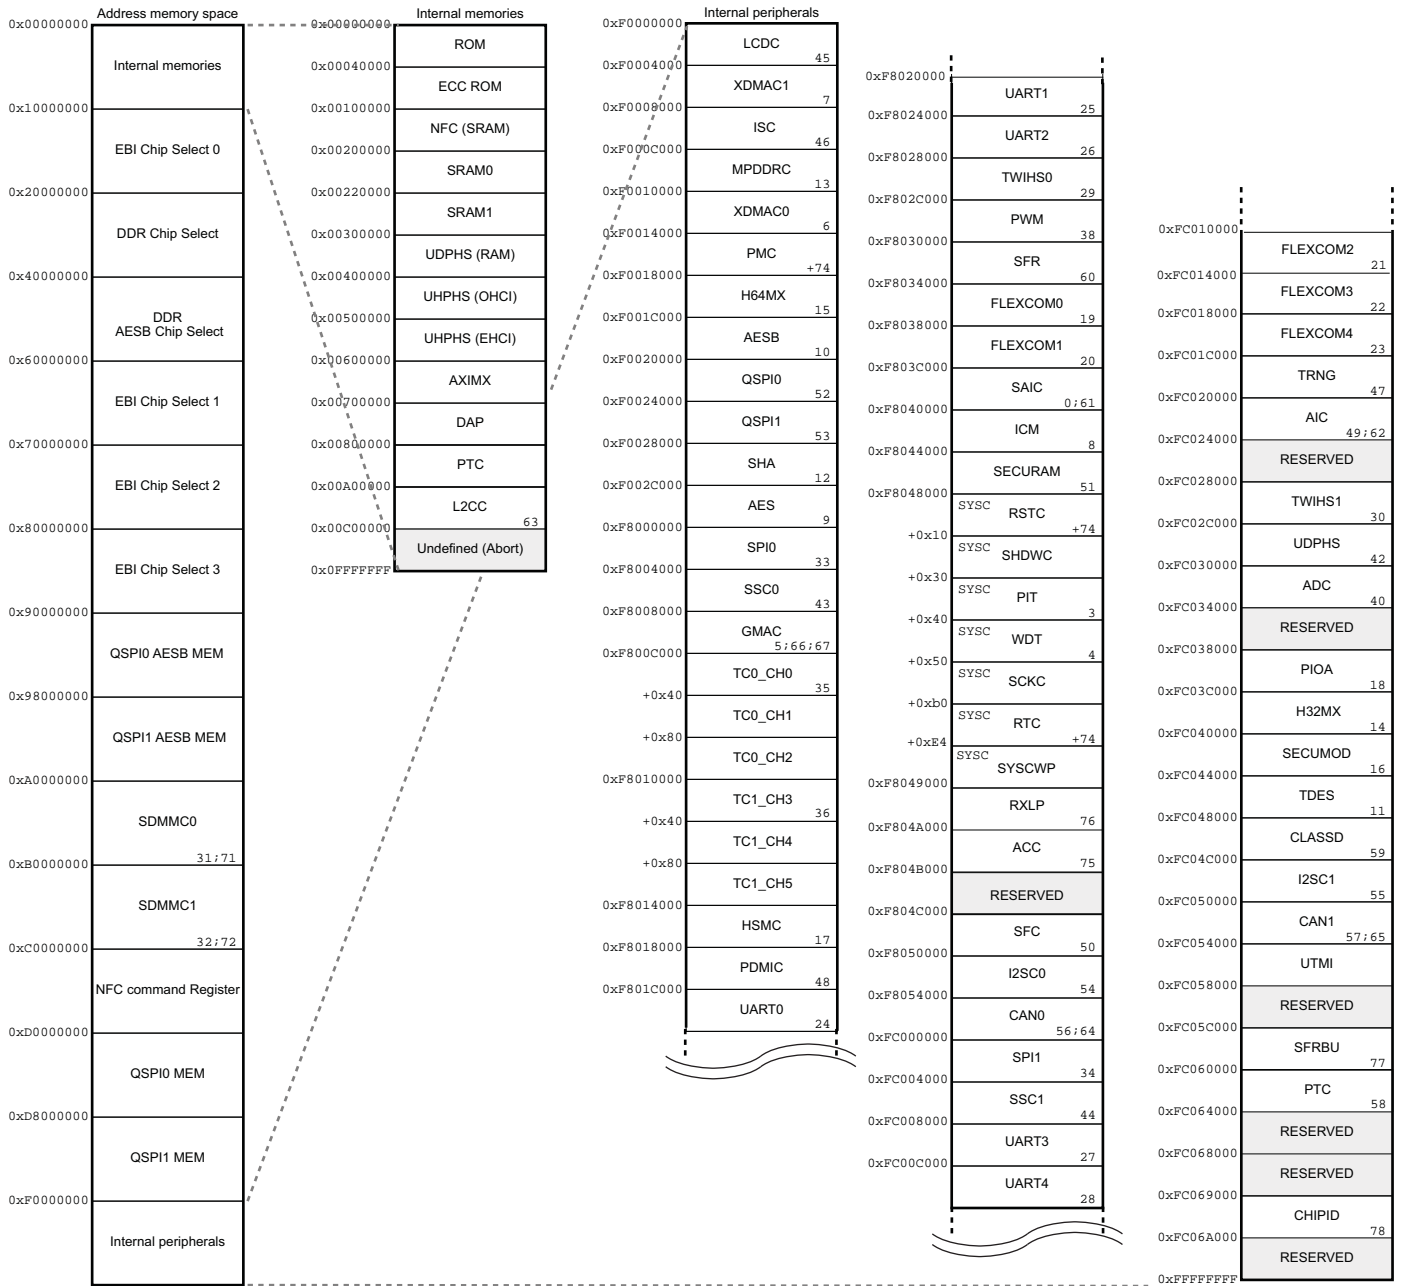 Address memory space
0x00000000
Internal memories
0x10000000
EBI Chip Select 0
0x20000000
DDR Chip Select
0x40000000
DDR
AESB Chip Select
0x60000000
EBI Chip Select 1
0x70000000
EBI Chip Select 2
0x80000000
EBI Chip Select 3
0x90000000
QSPI0 AESB MEM
0x98000000
QSPI1 AESB MEM
0xA0000000
SDMMC0
31;71
0xB0000000
SDMMC1
32;72
0xC0000000
NFC command Register
0xD0000000
QSPI0 MEM
0xD8000000
QSPI1 MEM
0xF0000000
Internal peripherals
Internal memories
0x00000000
ROM
0x00040000
ECC ROM
0x00100000
NFC (SRAM)
0x00200000
SRAM0
0x00220000
SRAM1
0x00300000
UDPHS (RAM)
0x00400000
UHPHS (OHCI)
0x00500000
UHPHS (EHCI)
0x00600000
AXIMX
0x00700000
DAP
0x00800000
PTC
0x00A00000
L2CC
63
0x00C00000
Undefined (Abort)
0x0FFFFFFF
Internal peripherals
0xF0000000
LCDC
45
0xF0004000
XDMAC1
7
0xF0008000
ISC
46
0xF000C000
MPDDRC
13
0xF0010000
XDMAC0
6
0xF0014000
PMC
+74
0xF0018000
H64MX
15
0xF001C000
AESB
10
0xF0020000
QSPI0
52
0xF0024000
QSPI1
53
0xF0028000
SHA
12
0xF002C000
AES
9
0xF8000000
SPI0
33
0xF8004000
SSC0
43
0xF8008000
GMAC
5;66;67
0xF800C000
TC0_CH0
35
+0x40
TC0_CH1
+0x80
TC0_CH2
0xF8010000
TC1_CH3
36
+0x40
TC1_CH4
+0x80
TC1_CH5
0xF8014000
HSMC
17
0xF8018000
PDMIC
48
0xF801C000
UART0
24
0xF8020000
UART1
25
0xF8024000
UART2
26
0xF8028000
TWIHS0
29
0xF802C000
PWM
38
0xF8030000
SFR
60
0xF8034000
FLEXCOM0
19
0xF8038000
FLEXCOM1
20
0xF803C000
SAIC
0;61
0xF8040000
ICM
8
0xF8044000
SECURAM
51
0xF8048000
SYSC
RSTC
+74
+0x10
SYSC
SHDWC
+0x30
SYSC
PIT
3
+0x40
SYSC
WDT
4
+0x50
SYSC
SCKC
+0xb0
SYSC
RTC
+74
+0xE4
SYSC
SYSCWP
0xF8049000
RXLP
76
0xF804A000
ACC
75
0xF804B000
RESERVED
0xF804C000
SFC
50
0xF8050000
I2SC0
54
0xF8054000
CAN0
56;64
0xFC000000
SPI1
34
0xFC004000
SSC1
44
0xFC008000
UART3
27
0xFC00C000
UART4
28
0xFC010000
FLEXCOM2
21
0xFC014000
FLEXCOM3
22
0xFC018000
FLEXCOM4
23
0xFC01C000
TRNG
47
0xFC020000
AIC
49;62
0xFC024000
RESERVED
0xFC028000
TWIHS1
30
0xFC02C000
UDPHS
42
0xFC030000
ADC
40
0xFC034000
RESERVED
0xFC038000
PIOA
18
0xFC03C000
H32MX
14
0xFC040000
SECUMOD
16
0xFC044000
TDES
11
0xFC048000
CLASSD
59
0xFC04C000
I2SC1
55
0xFC050000
CAN1
57;65
0xFC054000
UTMI
0xFC058000
RESERVED
0xFC05C000
SFRBU
77
0xFC060000
PTC
58
0xFC064000
RESERVED
0xFC068000
RESERVED
0xFC069000
CHIPID
78
0xFC06A000
RESERVED
0xFFFFFFFF